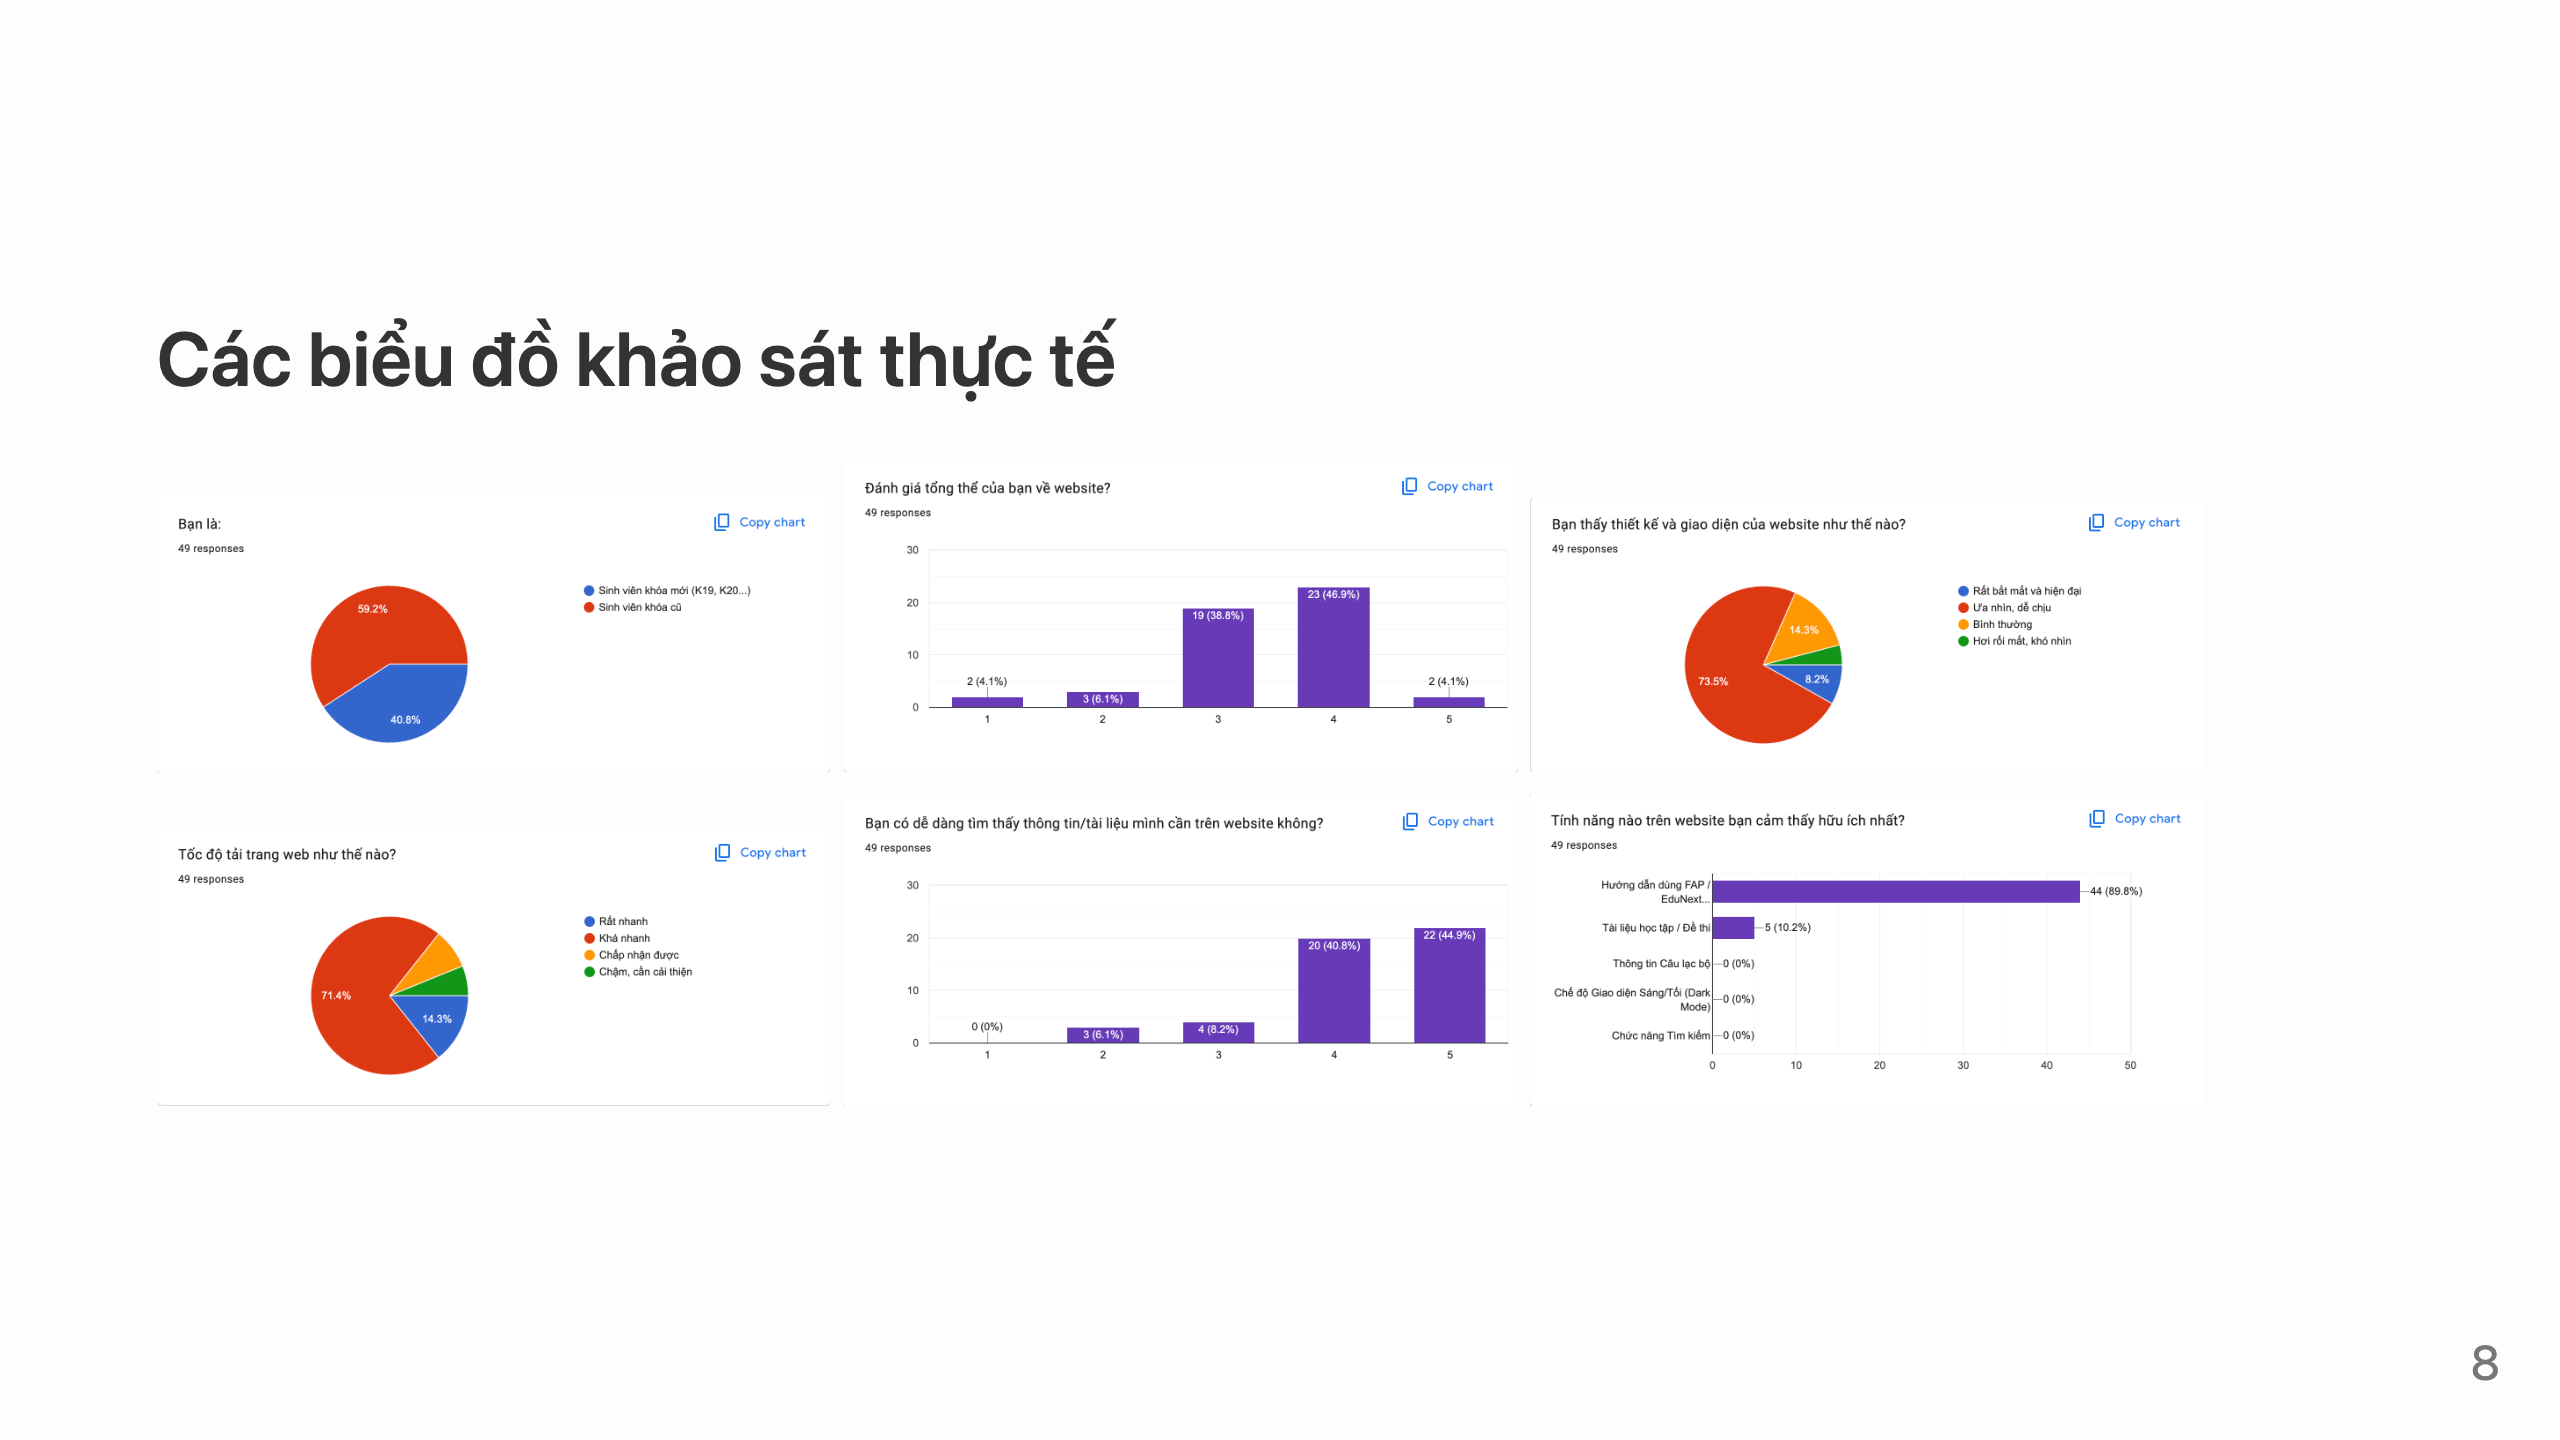 Các biểu đồ khảo sát thực tế
Bạn là:
Copy chart
49 responses
59.2%
40.8%
Sinh viên khóa mới (K19, K20...)
Sinh viên khóa cũ
Đánh giá tổng thể của bạn về website?
Copy chart
49 responses
30
20
10
0
2 (4.1%)
3 (6.1%)
19 (38.8%)
23 (46.9%)
2 (4.1%)
1
2
3
4
5
Bạn thấy thiết kế và giao diện của website như thế nào?
Copy chart
49 responses
14.3%
8.2%
73.5%
Rất bắt mắt và hiện đại
Ưa nhìn, dễ chịu
Bình thường
Hơi rối mắt, khó nhìn
Tốc độ tải trang web như thế nào?
Copy chart
49 responses
71.4%
14.3%
Rất nhanh
Khá nhanh
Chấp nhận được
Chậm, cần cải thiện
Bạn có dễ dàng tìm thấy thông tin/tài liệu mình cần trên website không?
Copy chart
49 responses
30
20
10
0
0 (0%)
3 (6.1%)
4 (8.2%)
20 (40.8%)
22 (44.9%)
1
2
3
4
5
Tính năng nào trên website bạn cảm thấy hữu ích nhất?
Copy chart
49 responses
Hướng dẫn dùng FAP /
EduNext...
44 (89.8%)
Tài liệu học tập / Đề thi
5 (10.2%)
Thông tin Câu lạc bộ
0 (0%)
Chế độ Giao diện Sáng/Tối (Dark
Mode)
0 (0%)
Chức năng Tìm kiếm
0 (0%)
0
10
20
30
40
50
8